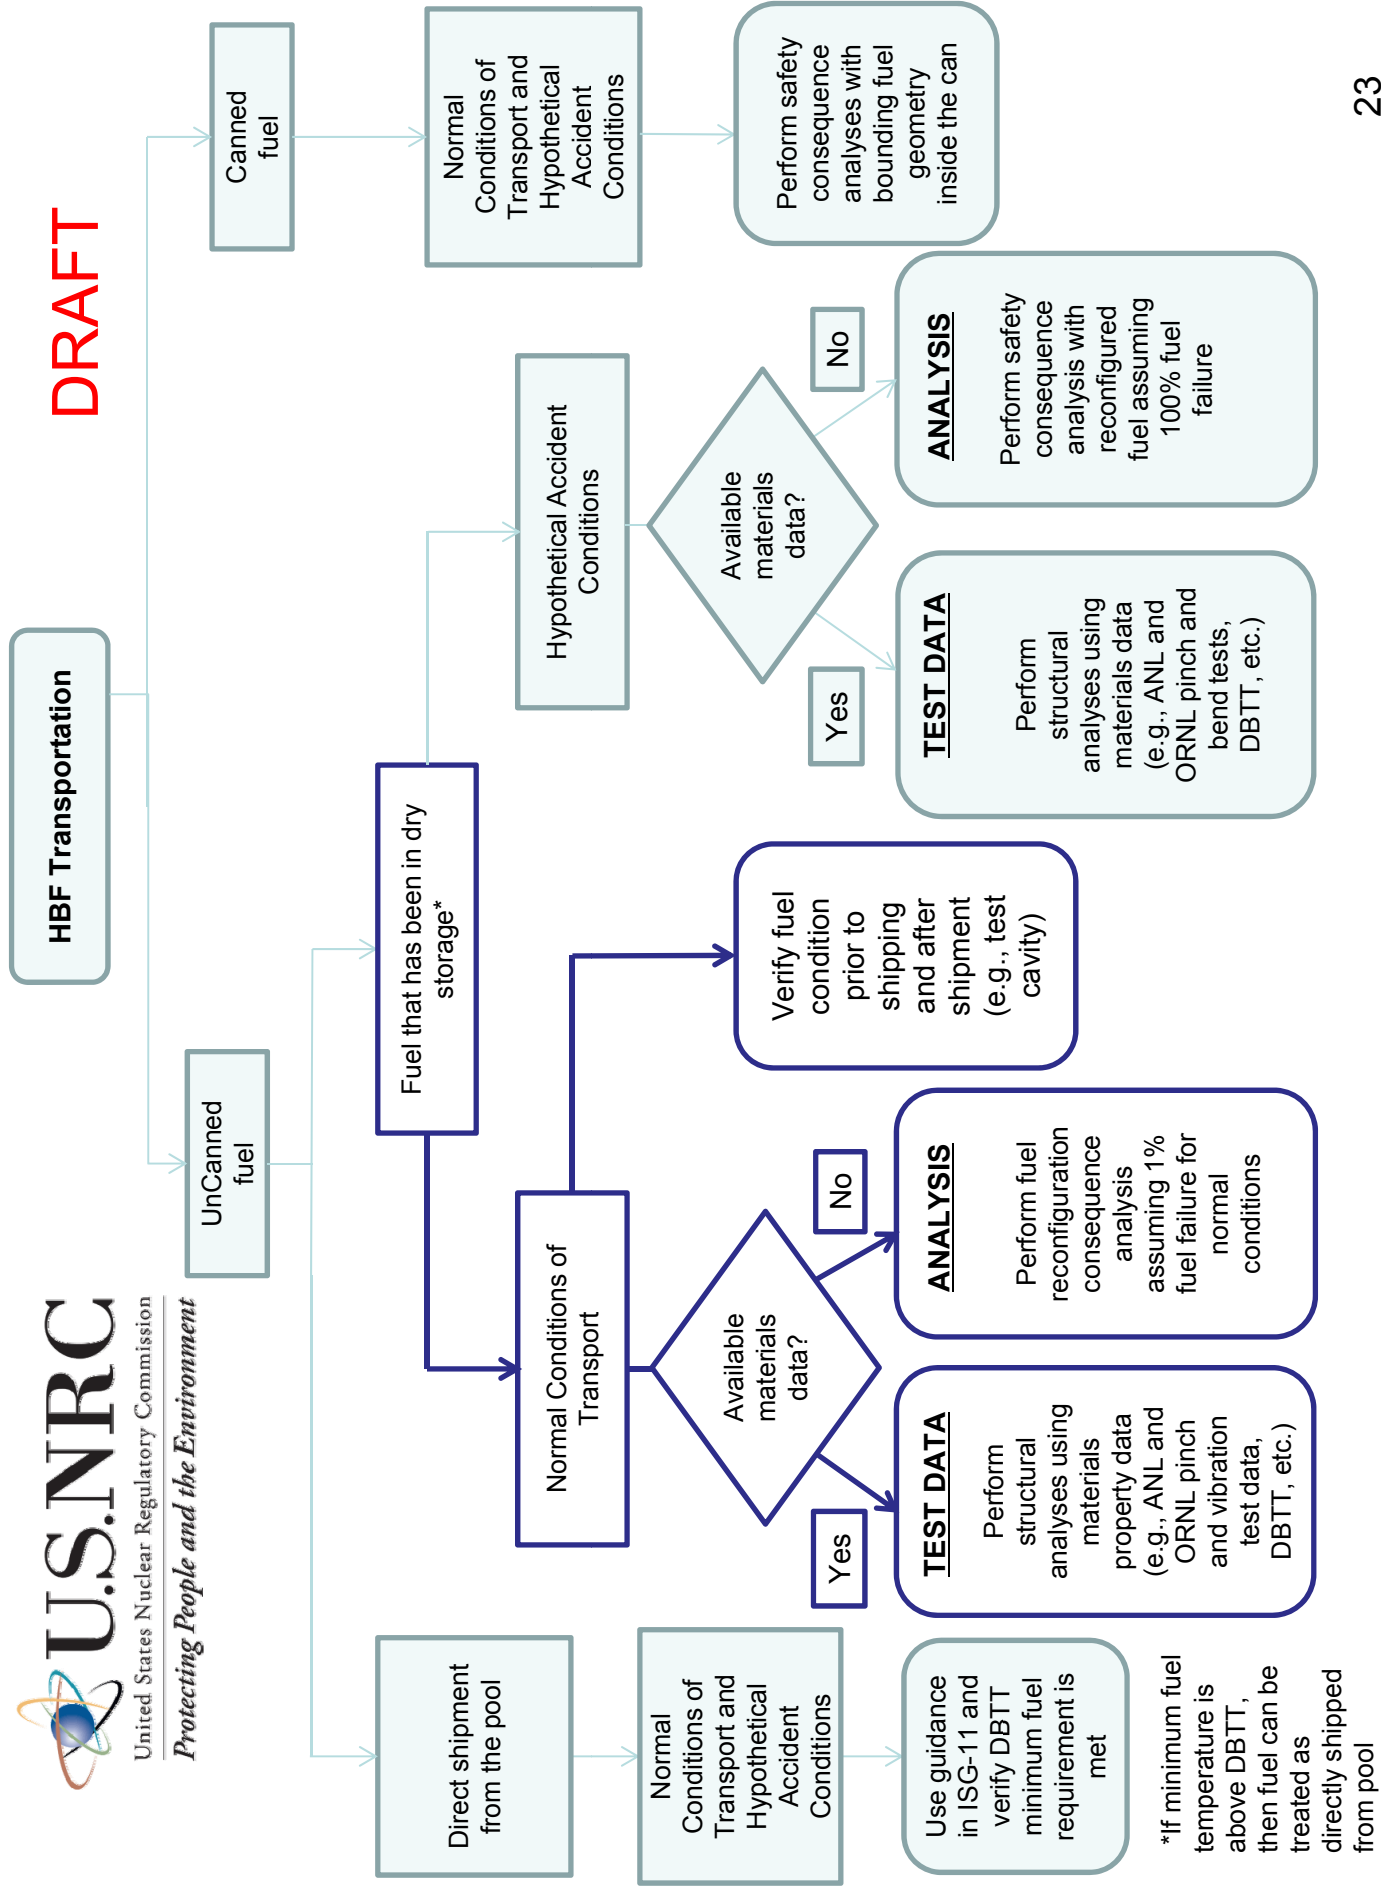 U.S.NRC
United States Nuclear Regulatory Commission
Protecting People and the Environment
DRAFT
HBF Transportation
UnCanned
fuel
Canned
fuel
Direct shipment
from the pool
Fuel that has been in dry
storage*
Normal
Conditions of
Transport and
Hypothetical
Accident
Conditions
Normal Conditions of
Transport
Hypothetical Accident
Conditions
Normal
Conditions of
Transport and
Hypothetical
Accident
Conditions
Use guidance
in ISG-11 and
verify DBTT
minimum fuel
requirement is
met
Available
materials
data?
Yes
No
Verify fuel
condition
prior to
shipping
and after
shipment
(e.g., test
cavity)
Available
materials
data?
Yes
No
Perform safety
consequence
analyses with
bounding fuel
geometry
inside the can
TEST DATA
Perform
structural
analyses using
materials
property data
(e.g., ANL and
ORNL pinch
and vibration
test data,
DBTT, etc.)
ANALYSIS
Perform fuel
reconfiguration
consequence
analysis
assuming 1%
fuel failure for
normal
conditions
TEST DATA
Perform
structural
analyses using
materials data
(e.g., ANL and
ORNL pinch and
bend tests,
DBTT, etc.)
ANALYSIS
Perform safety
consequence
analysis with
reconfigured
fuel assuming
100% fuel
failure
*If minimum fuel
temperature is
above DBTT,
then fuel can be
treated as
directly shipped
from pool
23